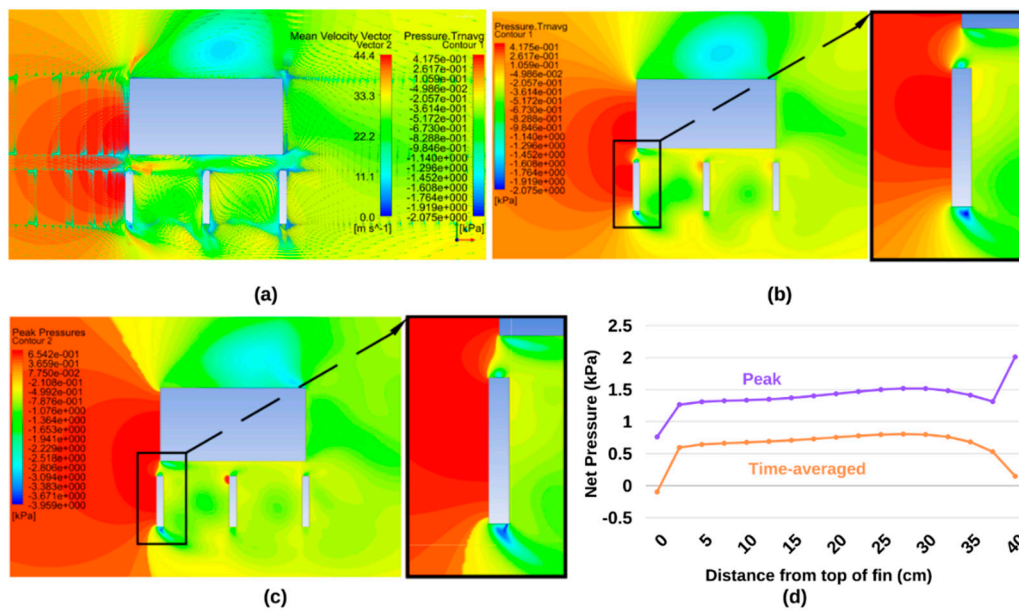 Mean Velocity Vector
Vector 2
44.4
33.3
22.2
11.1
0.0
[m s^-1]
Pressure.Trnavg
Contour 1
4.175e-001
2.617e-001
1.059e-001
-4.986e-002
-2.057e-001
-3.614e-001
-5.172e-001
-6.730e-001
-8.288e-001
-9.846e-001
-1.140e+000
-1.296e+000
-1.452e+000
-1.608e+000
-1.764e+000
-1.919e+000
-2.075e+000
[kPa]
(a)
Pressure.Trnavg
Contour 1
4.175e-001
2.617e-001
1.059e-001
-4.986e-002
-2.057e-001
-3.614e-001
-5.172e-001
-6.730e-001
-8.288e-001
-9.846e-001
-1.140e+000
-1.296e+000
-1.452e+000
-1.608e+000
-1.764e+000
-1.919e+000
-2.075e+000
[kPa]
(b)
Peak Pressures
Contour 2
6.542e-001
3.659e-001
7.750e-002
-2.108e-001
-4.992e-001
-7.876e-001
-1.076e+000
-1.364e+000
-1.653e+000
-1.941e+000
-2.229e+000
-2.518e+000
-2.806e+000
-3.094e+000
-3.383e+000
-3.671e+000
-3.959e+000
[kPa]
(c)
Net Pressure (kPa)
2.5
2
1.5
1
0.5
0
-0.5
Peak
Time-averaged
0 5 10 15 20 25 30 35 40
Distance from top of fin (cm)
(d)